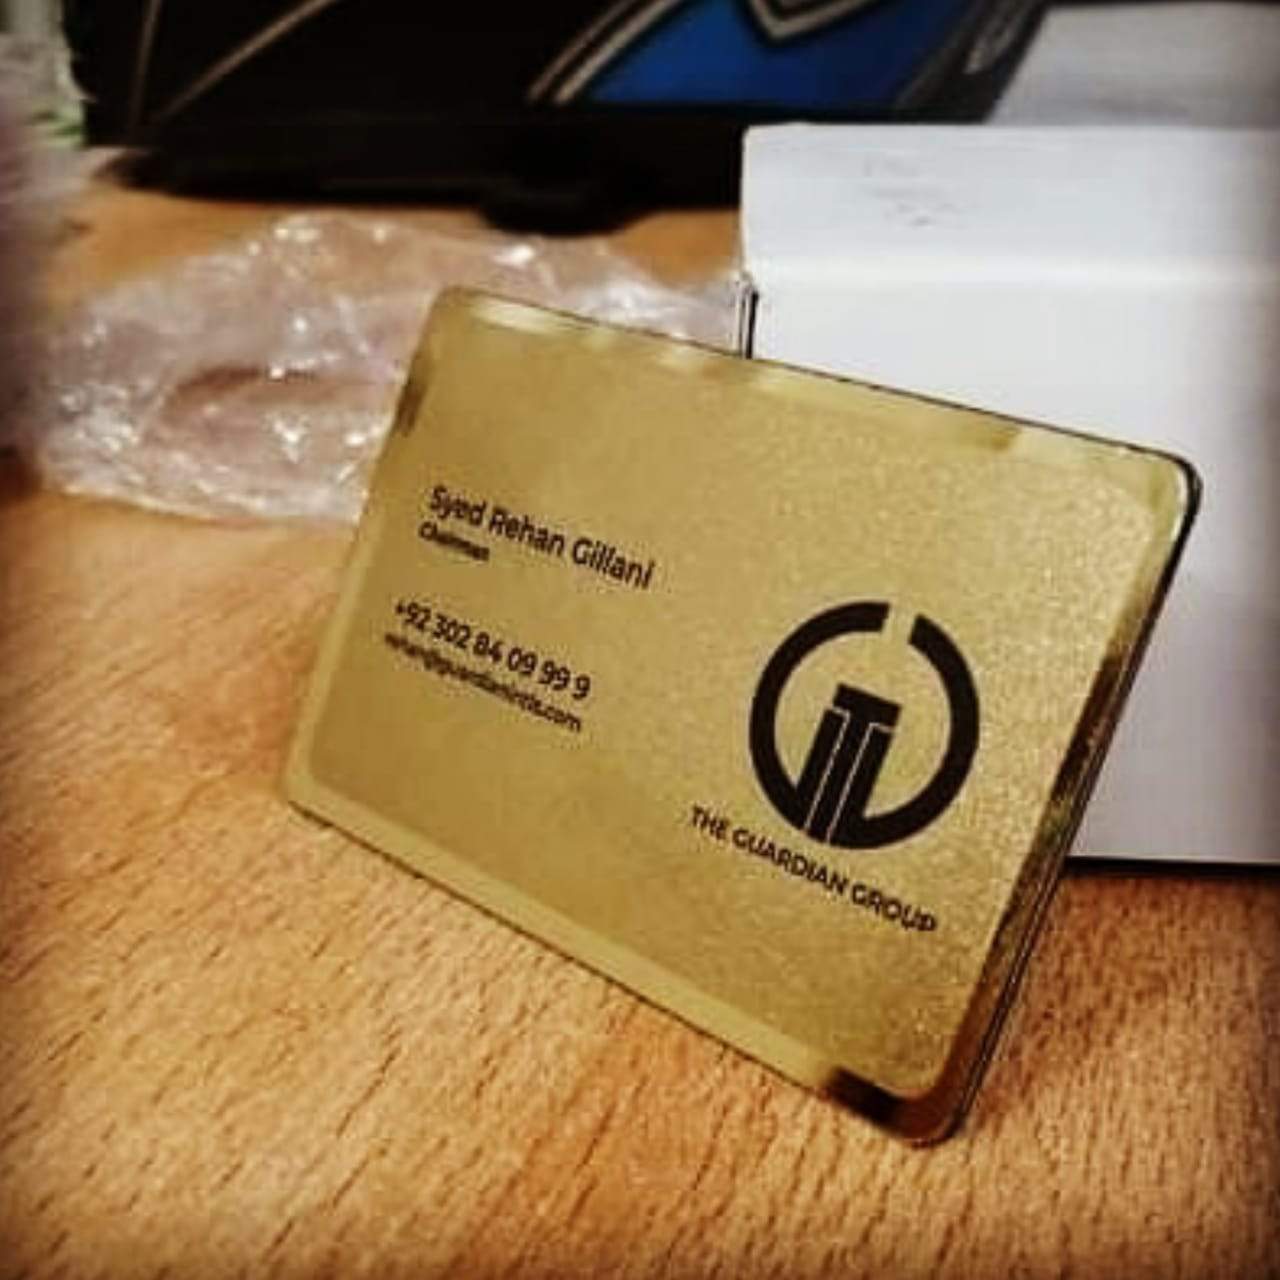 Syed Rehan Gillani
Chairman
+92 302 84 09 99 9
THE GUARDIAN GROUP